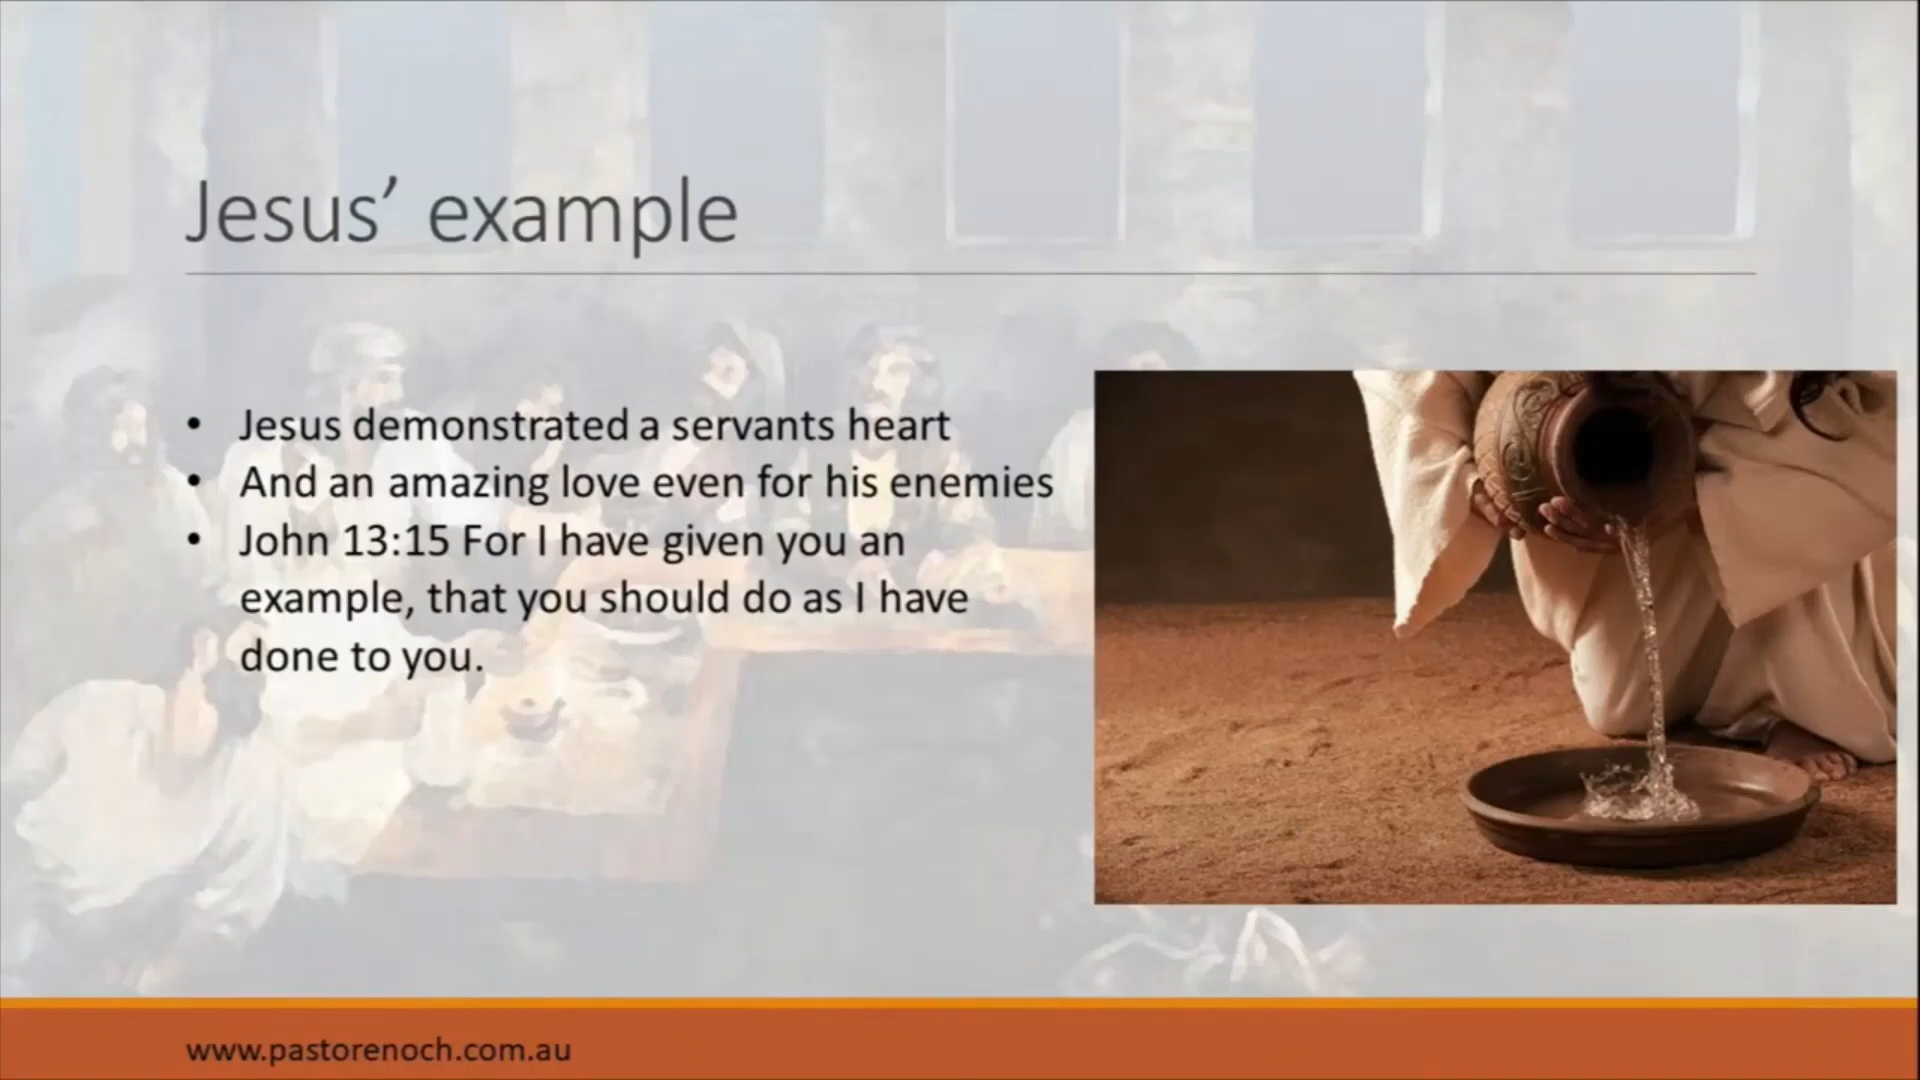 Jesus’ example
• Jesus demonstrated a servants heart
• And an amazing love even for his enemies
• John 13:15 For I have given you an
example, that you should do as I have
done to you.
www.pastorenoch.com.au